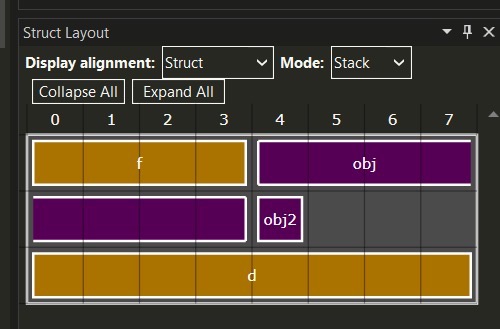 Struct Layout
Display alignment: Struct Mode: Stack
Collapse All Expand All
0 1 2 3 4 5 6 7
f obj
obj2
d